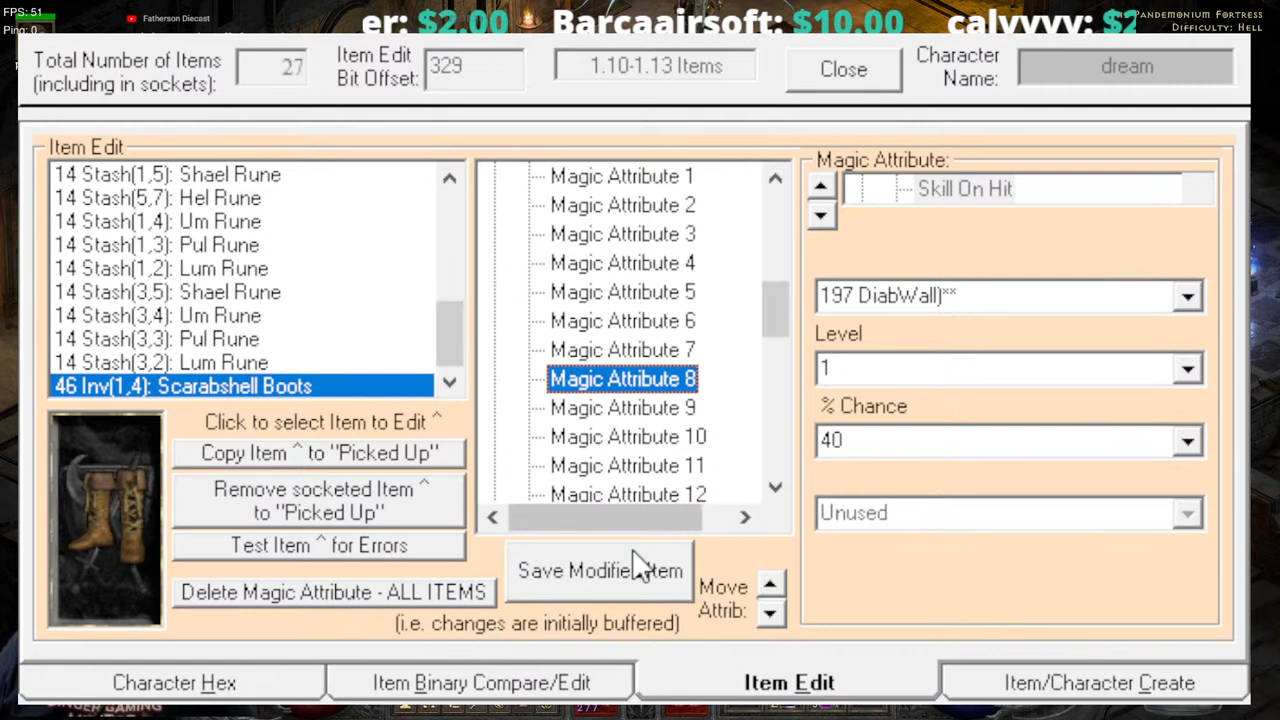 FPS: 51
Ping: 0
Fatherson Diecast
er: $2.00 Barcaairsoft: $10.00 calvvvv: $2
Pandemonium Fortress
Difficulty: Hell
Total Number of Items
(including in sockets):
27
Item Edit
Bit Offset:
329
1.10-1.13 Items
Close
Character
Name:
dream
Item Edit
14 Stash(1,5): Shael Rune
14 Stash(5,7): Hel Rune
14 Stash(1,4): Um Rune
14 Stash(1,3): Pul Rune
14 Stash(1,2): Lum Rune
14 Stash(3,5): Shael Rune
14 Stash(3,4): Um Rune
14 Stash(3,3): Pul Rune
14 Stash(3,2): Lum Rune
46 Inv(1,4): Scarabshell Boots
Click to select Item to Edit ^
Copy Item ^ to "Picked Up"
Remove socketed Item ^
to "Picked Up"
Test Item ^ for Errors
Delete Magic Attribute - ALL ITEMS
Magic Attribute 1
Magic Attribute 2
Magic Attribute 3
Magic Attribute 4
Magic Attribute 5
Magic Attribute 6
Magic Attribute 7
Magic Attribute 8
Magic Attribute 9
Magic Attribute 10
Magic Attribute 11
Magic Attribute 12
Save Modified Item
(i.e. changes are initially buffered)
Move
Attrib:
Magic Attribute:
Skill On Hit
197 DiabWall)**
Level
1
% Chance
40
Unused
Character Hex
Item Binary Compare/Edit
Item Edit
Item/Character Create